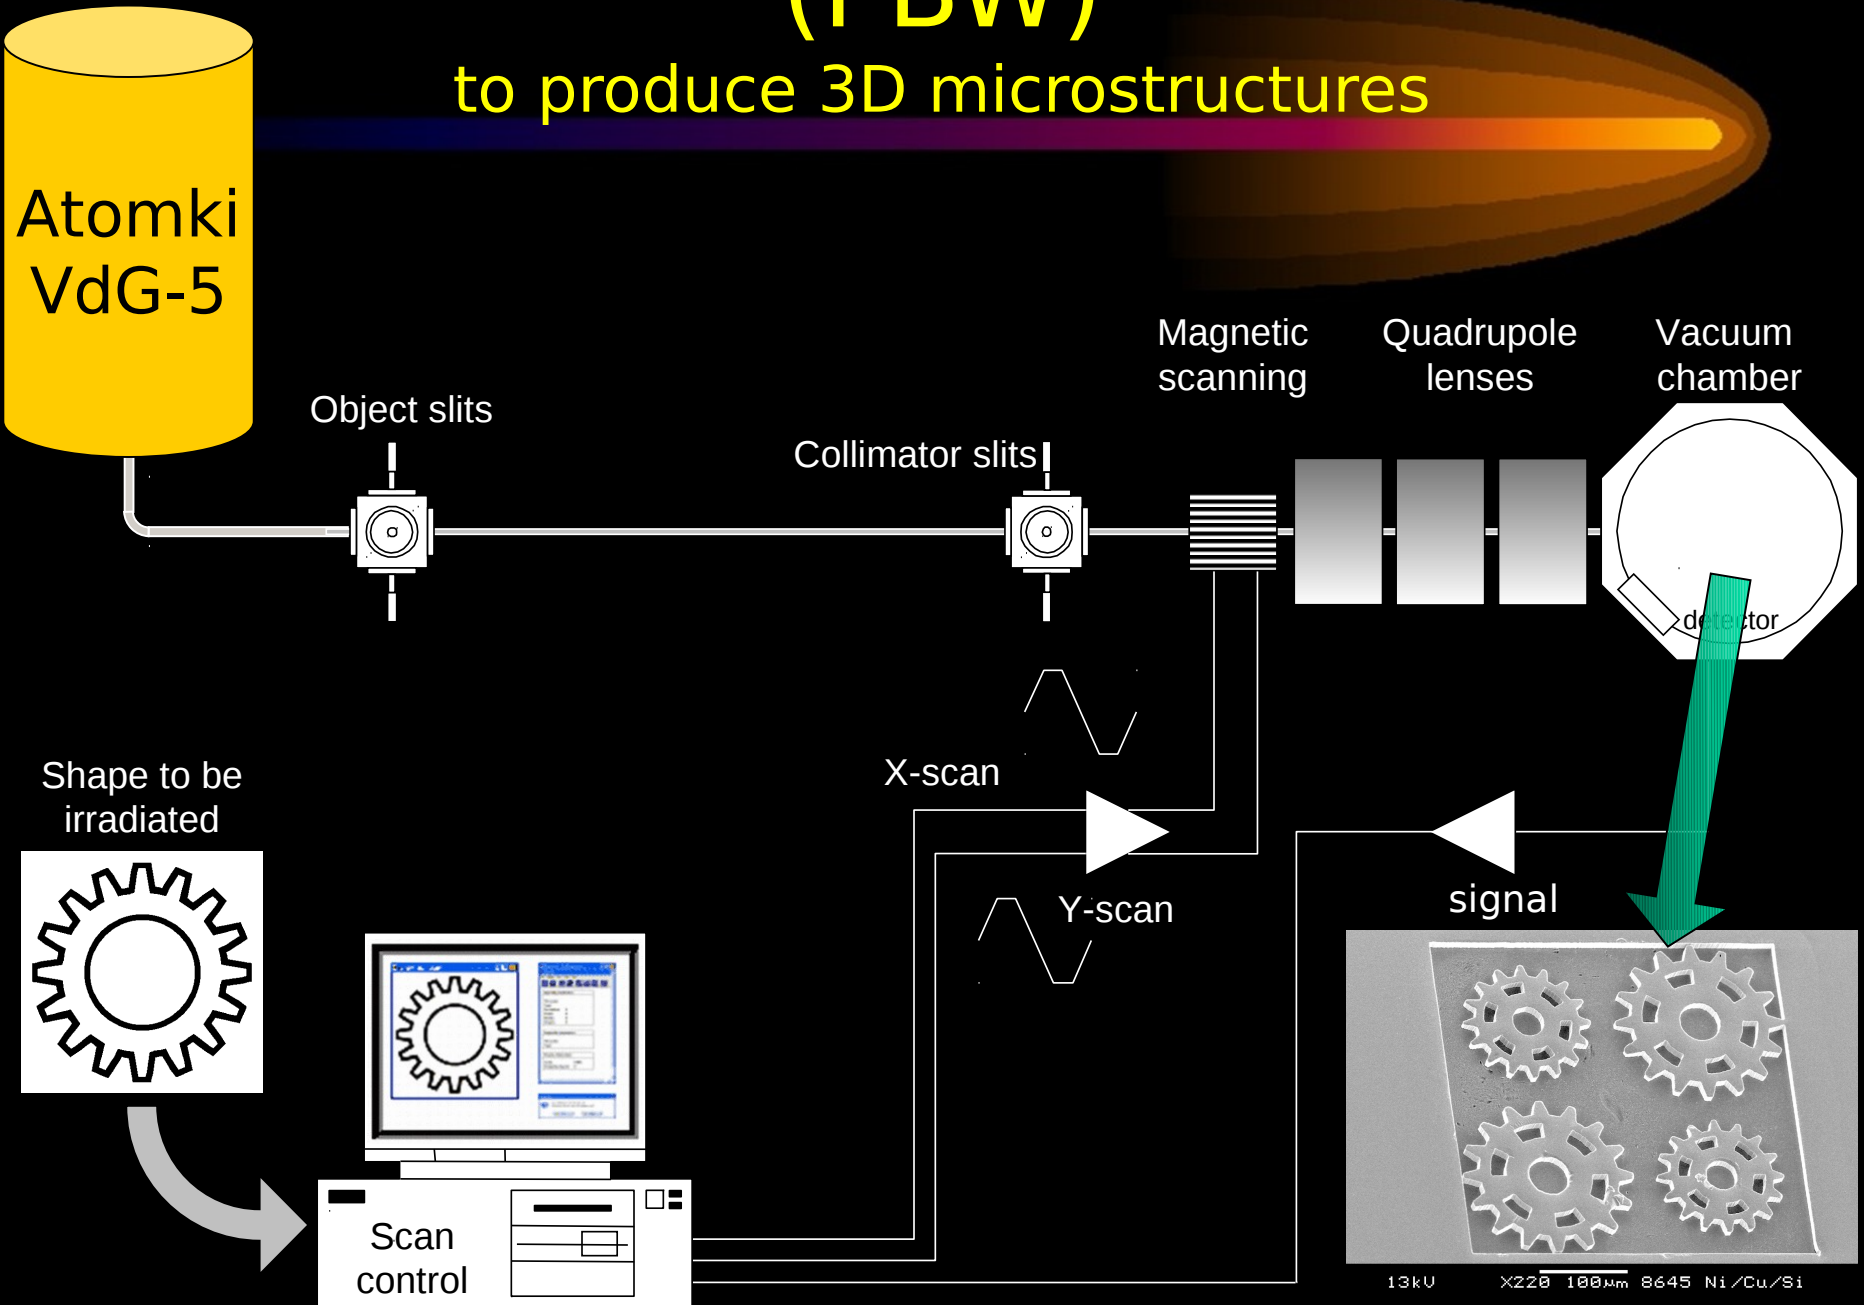 (PBW)
to produce 3D microstructures
Atomki
VdG-5
Magnetic
scanning
Quadrupole
lenses
Vacuum
chamber
Object slits
Collimator slits
detector
X-scan
Shape to be
irradiated
Y-scan
signal
Scan
control
13kV X220 100µm 8645 Ni/Cu/Si